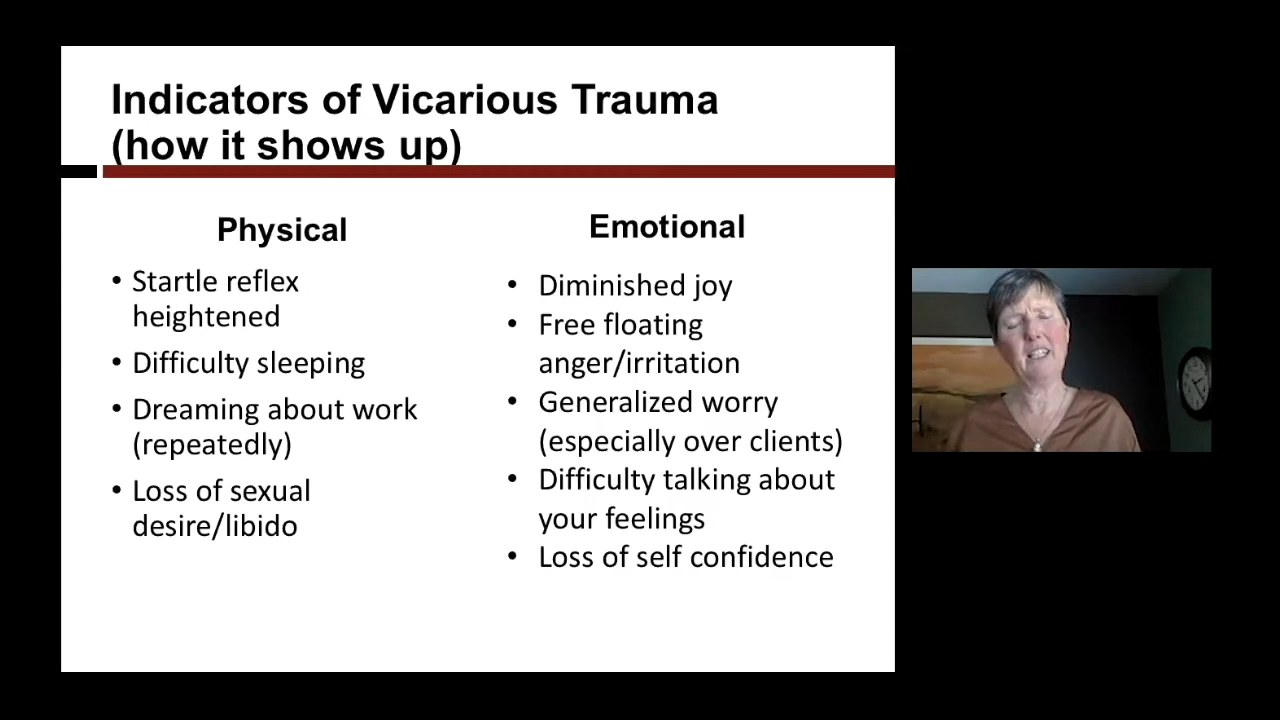 Indicators of Vicarious Trauma
(how it shows up)
Physical
• Startle reflex
heightened
• Difficulty sleeping
• Dreaming about work
(repeatedly)
• Loss of sexual
desire/libido
Emotional
• Diminished joy
• Free floating
anger/irritation
• Generalized worry
(especially over clients)
• Difficulty talking about
your feelings
• Loss of self confidence